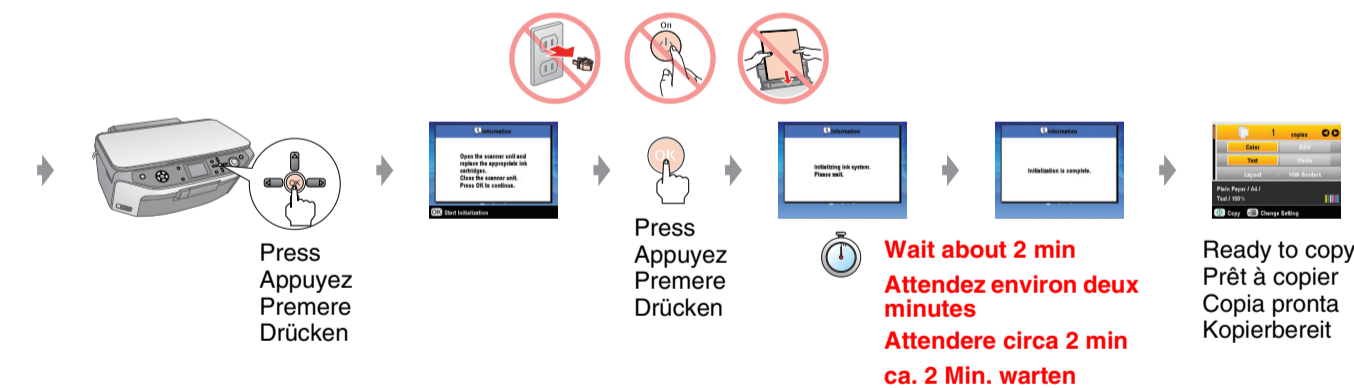 On
OK
Press
Appuyez
Premere
Drücken
Information
Open the scanner unit and
replace the appropriate ink
cartridges.
Close the scanner unit.
Press OK to continue.
OK Start Initialization
OK
Press
Appuyez
Premere
Drücken
Information
Initializing ink system.
Please wait.
Wait about 2 min
Attendez environ deux
minutes
Attendere circa 2 min
ca. 2 Min. warten
Information
Initialization is complete.
1 copies
Color B&W
Text Photo
Layout : With Borders
Plain Paper / A4 /
Text / 100%
Copy Change Setting
Ready to copy
Prêt à copier
Copia pronta
Kopierbereit